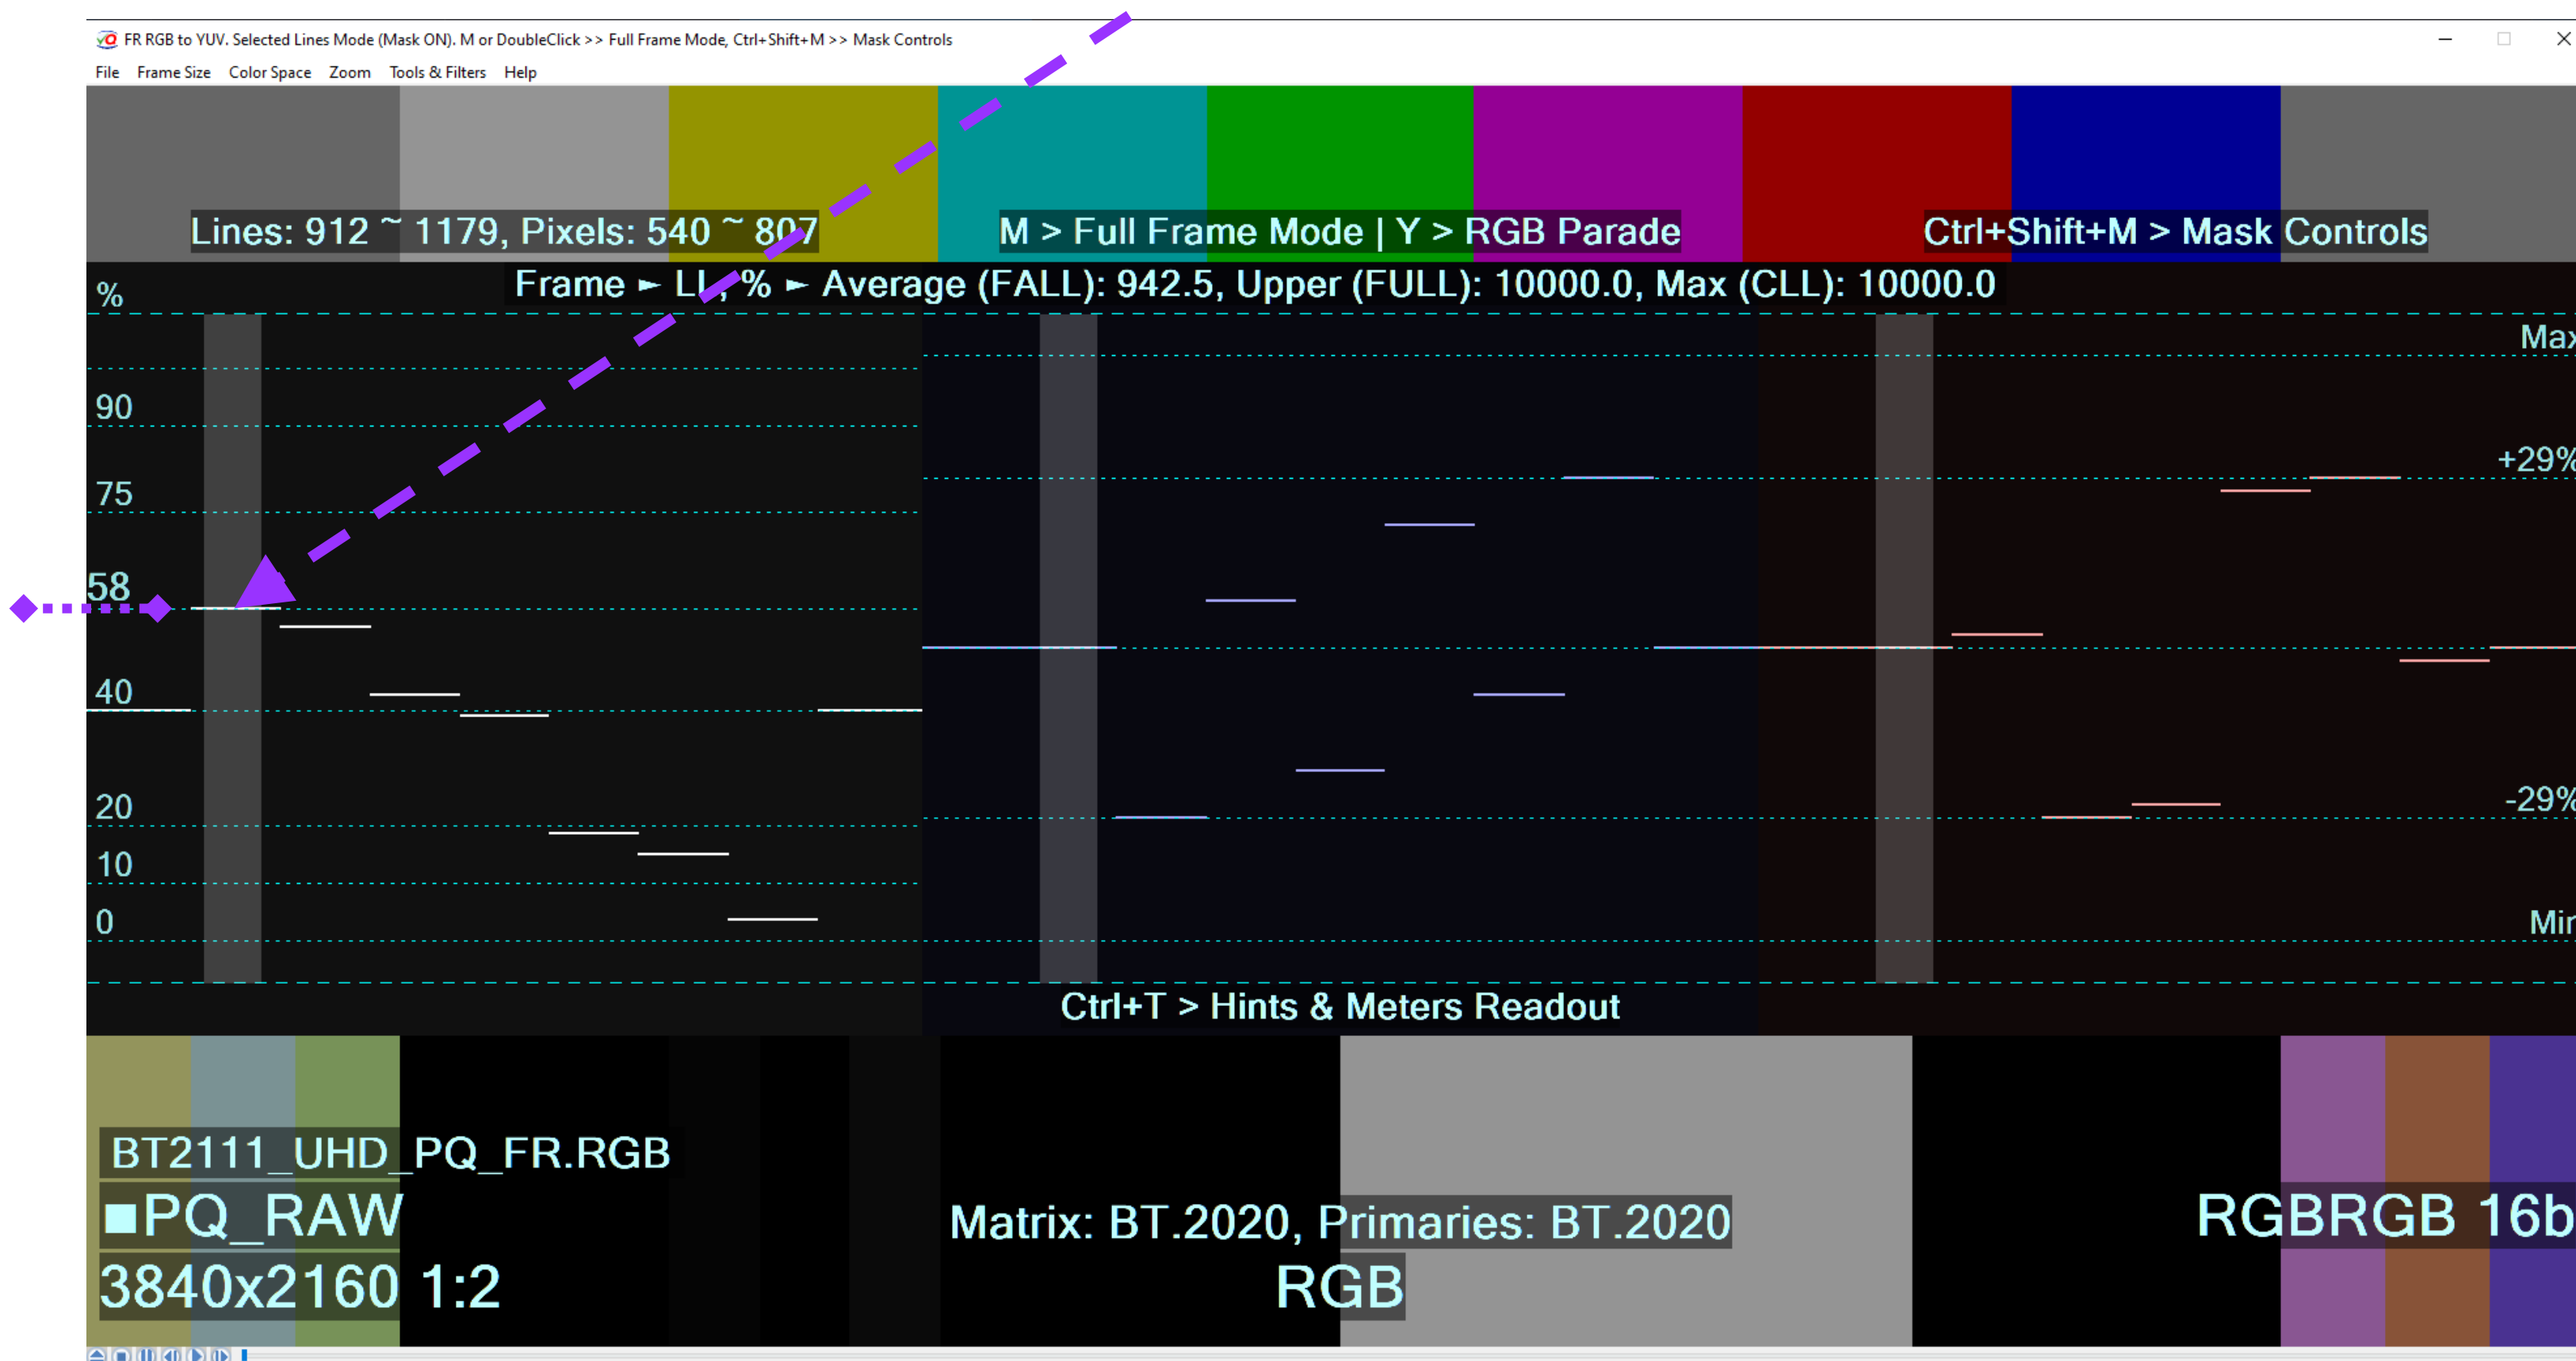 FR RGB to YUV. Selected Lines Mode (Mask ON). M or DoubleClick >> Full Frame Mode, Ctrl+Shift+M >> Mask Controls
File Frame Size Color Space Zoom Tools & Filters Help
Lines: 912 ~ 1179, Pixels: 540 ~ 807 M > Full Frame Mode | Y > RGB Parade Ctrl+Shift+M > Mask Controls
% Frame ► LL, % ► Average (FALL): 942.5, Upper (FULL): 10000.0, Max (CLL): 10000.0
Max
90
+29%
75
58
40
20 -29%
10
0 Min
Ctrl+T > Hints & Meters Readout
BT2111_UHD_PQ_FR.RGB
■PQ_RAW Matrix: BT.2020, Primaries: BT.2020 RGBRGB 16b
3840x2160 1:2 RGB